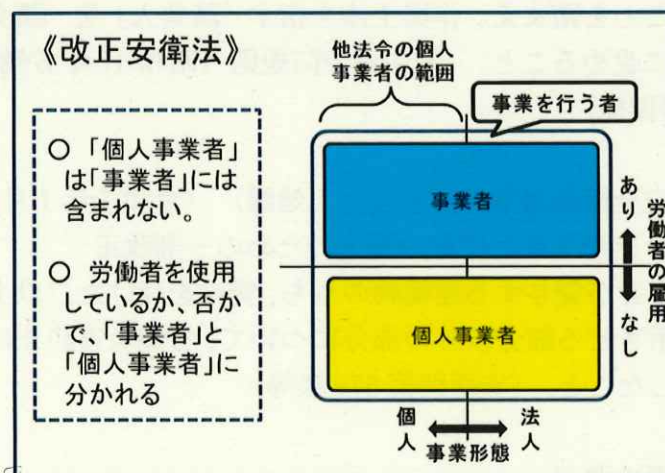 《改正安衛法》
他法令の個人
事業者の範囲
事業を行う者
○ 「個人事業者」
は「事業者」には
含まれない。
○ 労働者を使用
しているか、否か
で、「事業者」と
「個人事業者」に
分かれる
事業者
個人事業者
あり
なし
労働者の雇用
個人
法人
事業形態